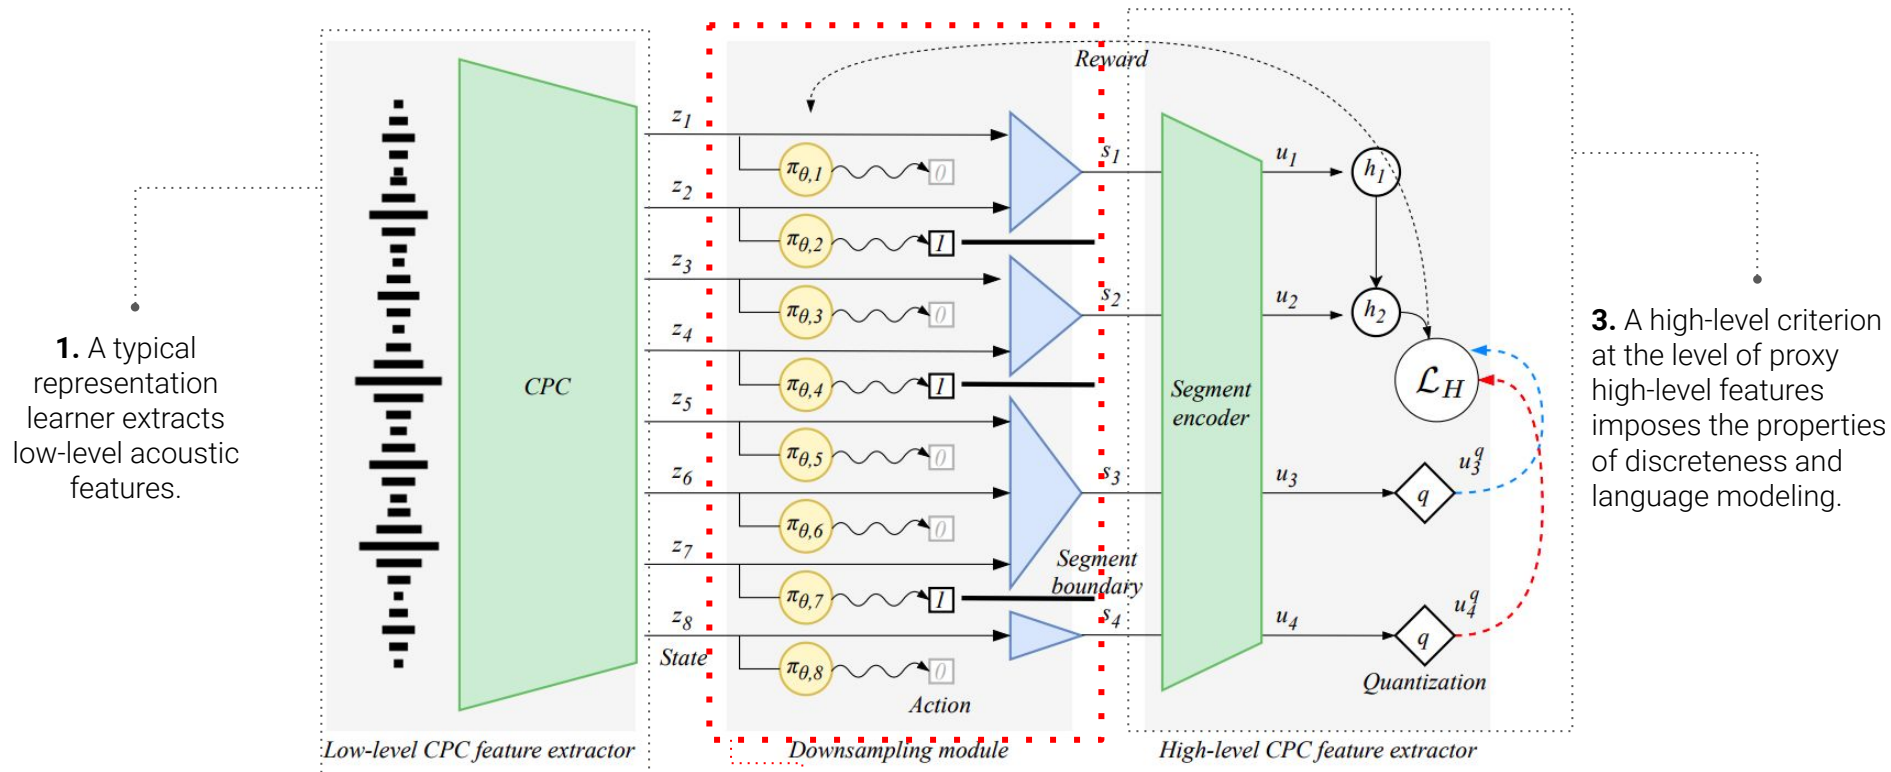 1. A typical
representation
learner extracts
low-level acoustic
features.
CPC
Low-level CPC feature extractor
z1
z2
z3
z4
z5
z6
z7
z8
State
πθ,1
0
πθ,2
1
πθ,3
0
πθ,4
1
πθ,5
0
πθ,6
0
πθ,7
1
πθ,8
0
Action
Segment
boundary
Downsampling module
Reward
s1
s2
s3
s4
Segment
encoder
u1
u2
u3
u4
h1
h2
ℒH
q
u3^q
q
u4^q
Quantization
High-level CPC feature extractor
3. A high-level criterion
at the level of proxy
high-level features
imposes the properties
of discreteness and
language modeling.